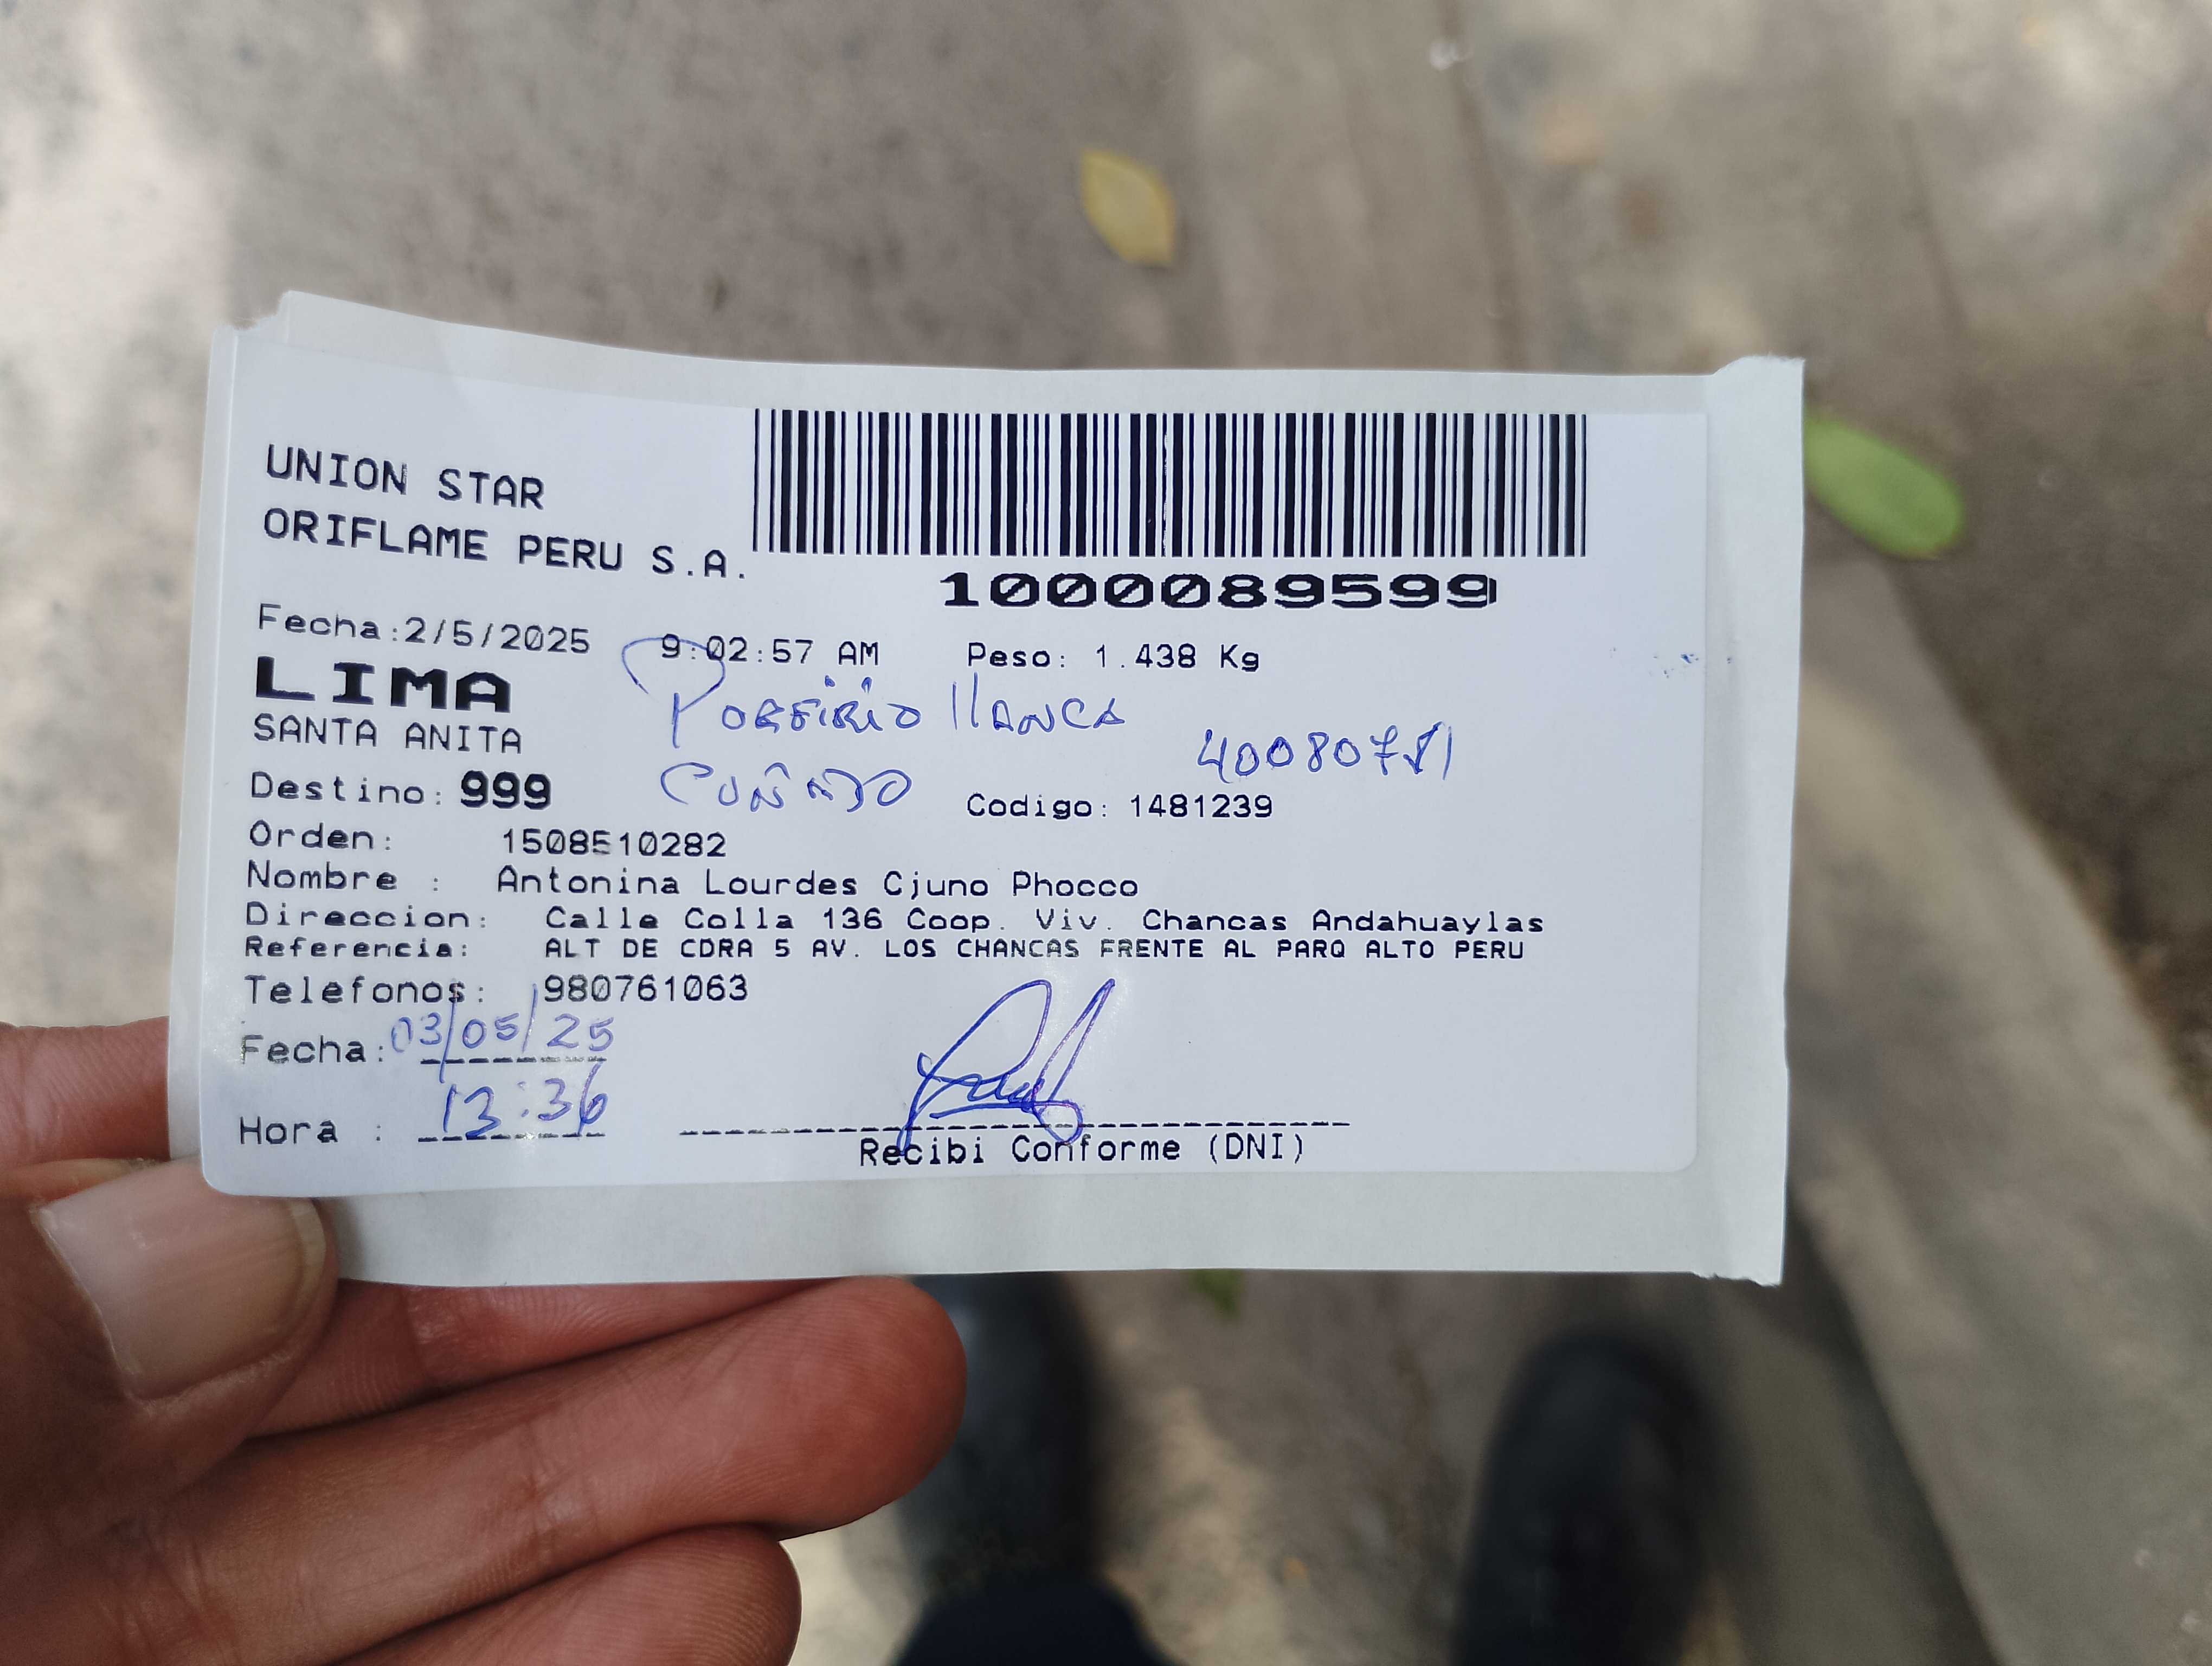 UNION STAR
ORIFLAME PERU S.A.
1000089599
Fecha:2/5/2025 9:02:57 AM Peso: 1.438 Kg
LIMA
Porfirio llanca
SANTA ANITA
40080781
Destino: 999
Cuñado
Codigo: 1481239
Orden: 1508510282
Nombre : Antonina Lourdes Cjuno Phocco
Direccion: Calle Colla 136 Coop. Viv. Chancas Andahuaylas
Referencia: ALT DE CDRA 5 AV. LOS CHANCAS FRENTE AL PARQ ALTO PERU
Telefonos: 980761063
Fecha: 03/05/25
Hora : 13:36
Recibi Conforme (DNI)